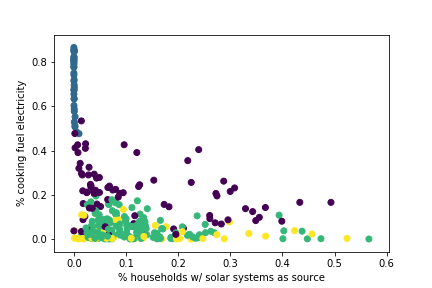 % cooking fuel electricity
0.8
0.6
0.4
0.2
0.0
0.0 0.1 0.2 0.3 0.4 0.5 0.6
% households w/ solar systems as source